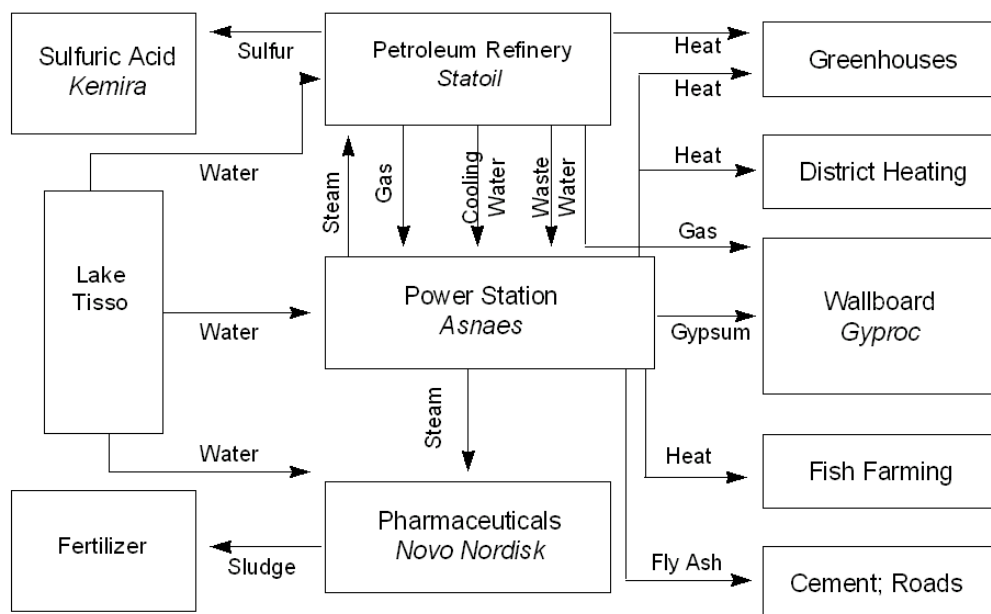 Sulfuric Acid
Kemira
Sulfur
Petroleum Refinery
Statoil
Heat
Greenhouses
Heat
Water
Steam
Gas
Cooling
Water
Waste
Water
Heat
District Heating
Gas
Lake
Tisso
Water
Power Station
Asnaes
Gypsum
Wallboard
Gyproc
Steam
Water
Heat
Fish Farming
Fertilizer
Sludge
Pharmaceuticals
Novo Nordisk
Fly Ash
Cement; Roads